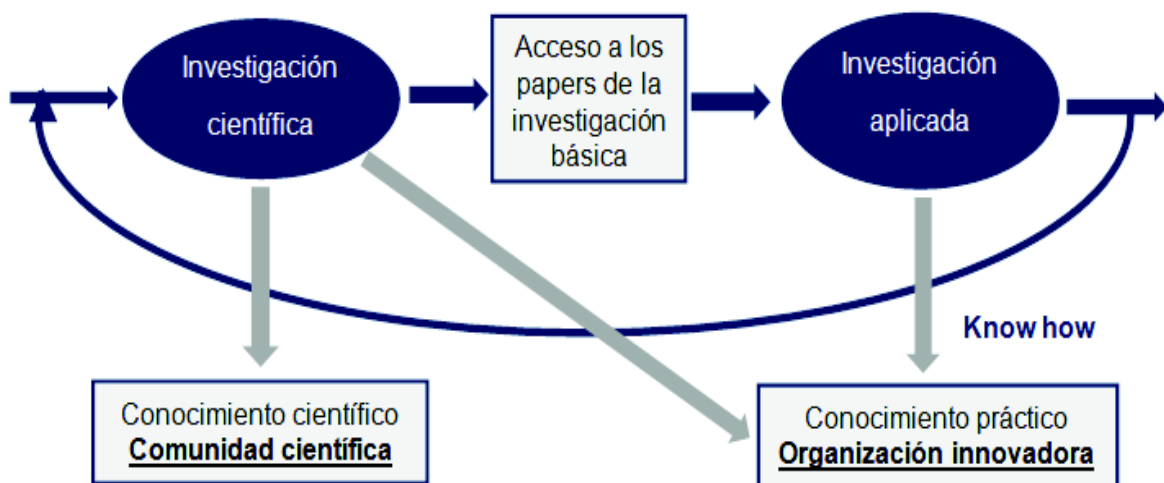 Investigación
científica
Acceso a los
papers de la
investigación
básica
Investigación
aplicada
Know how
Conocimiento científico
Comunidad científica
Conocimiento práctico
Organización innovadora